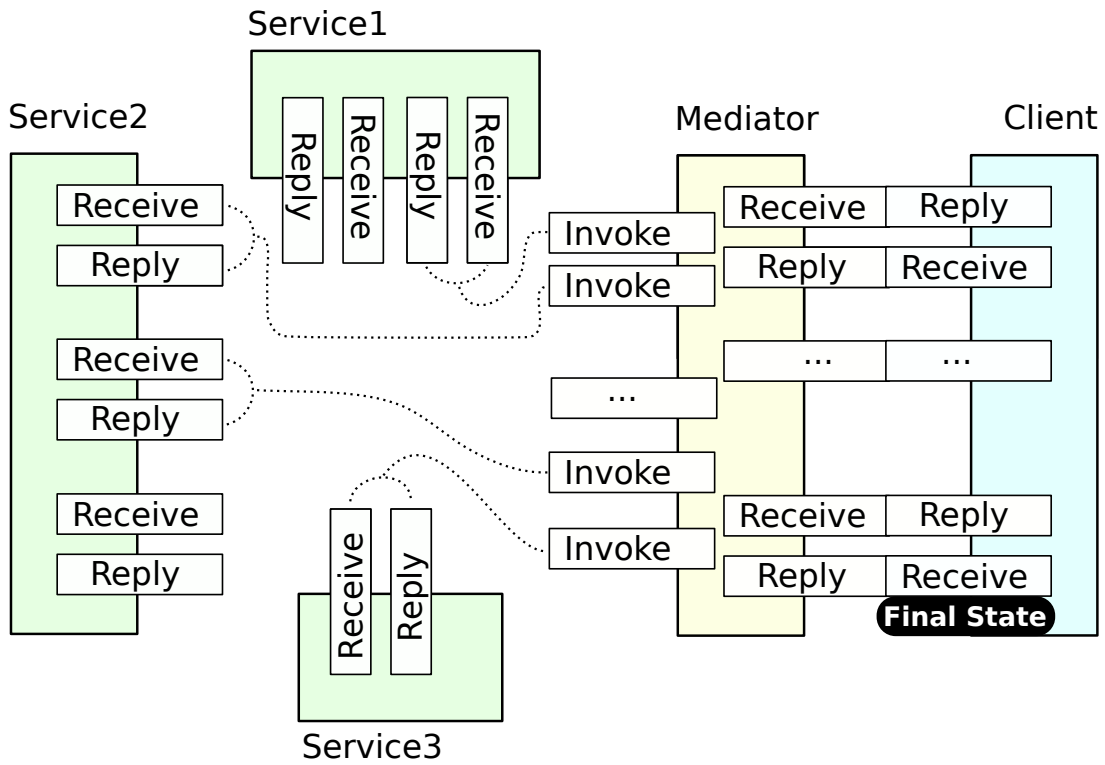 Service1
Reply
Receive
Reply
Receive
Service2
Receive
Reply
Receive
Reply
Receive
Reply
Receive
Reply
Service3
Mediator
Invoke
Invoke
...
Invoke
Invoke
Receive
Reply
...
Receive
Reply
Client
Reply
Receive
...
Reply
Receive
Final State